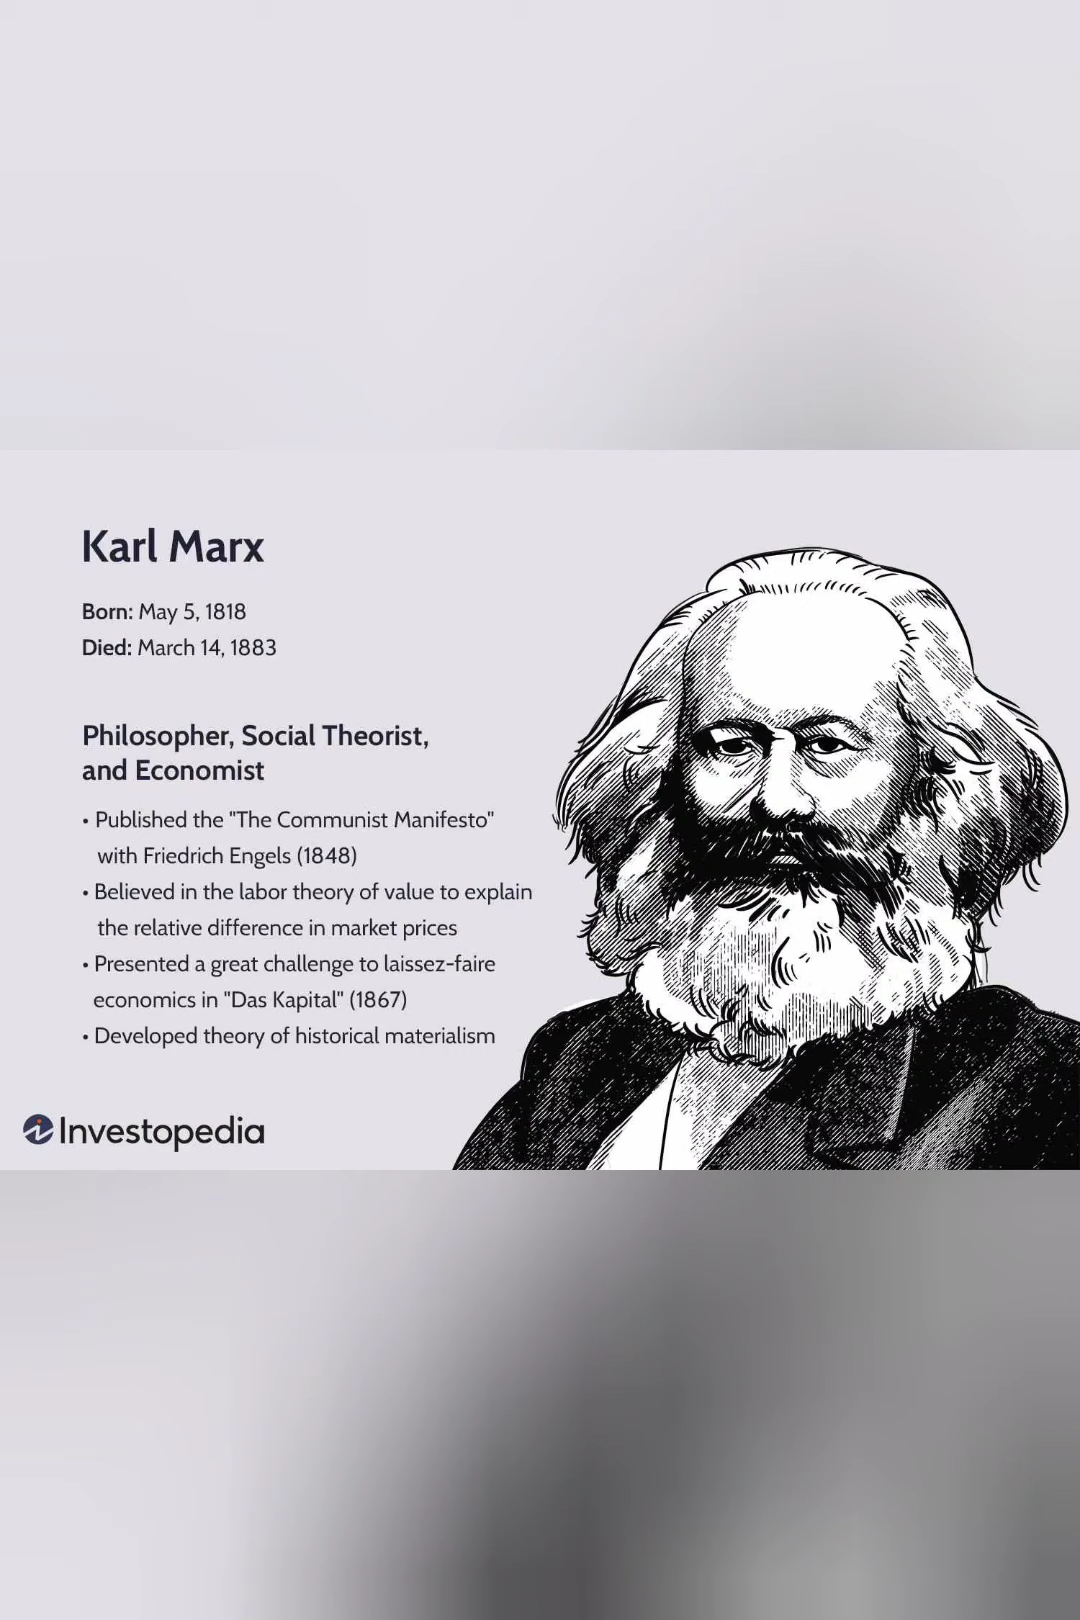 Karl Marx
Born: May 5, 1818
Died: March 14, 1883
Philosopher, Social Theorist,
and Economist
• Published the "The Communist Manifesto"
with Friedrich Engels (1848)
• Believed in the labor theory of value to explain
the relative difference in market prices
• Presented a great challenge to laissez-faire
economics in "Das Kapital" (1867)
• Developed theory of historical materialism
Investopedia